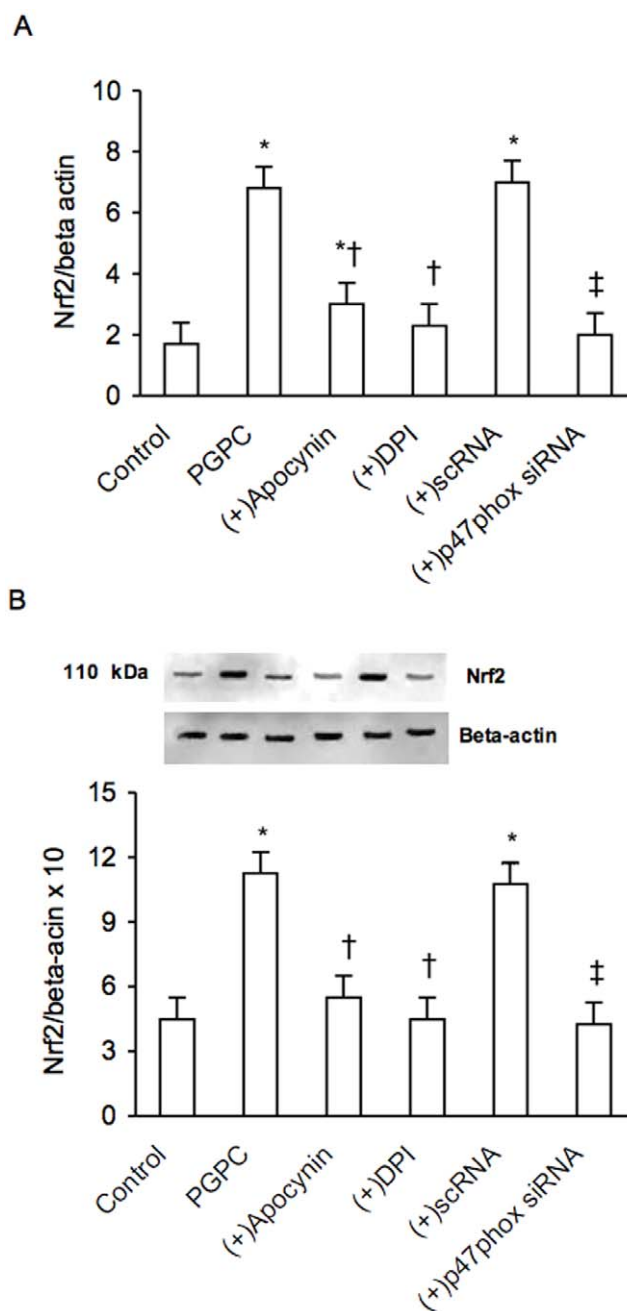 A
Nrf2/beta actin
10
8
6
4
2
0
*
*
*†
†
‡
Control
PGPC
(+)Apocynin
(+)DPI
(+)scRNA
(+)p47phox siRNA
B
110 kDa
Nrf2
Beta-actin
Nrf2/beta-acin x 10
15
12
9
6
3
0
*
*
†
†
‡
Control
PGPC
(+)Apocynin
(+)DPI
(+)scRNA
(+)p47phox siRNA